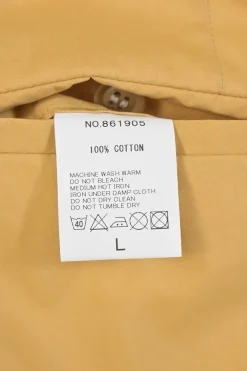 NO.861905
100% COTTON
MACHINE WASH WARM
DO NOT BLEACH
MEDIUM HOT IRON
IRON UNDER DAMP CLOTH
DO NOT DRY CLEAN
DO NOT TUMBLE DRY
40
L